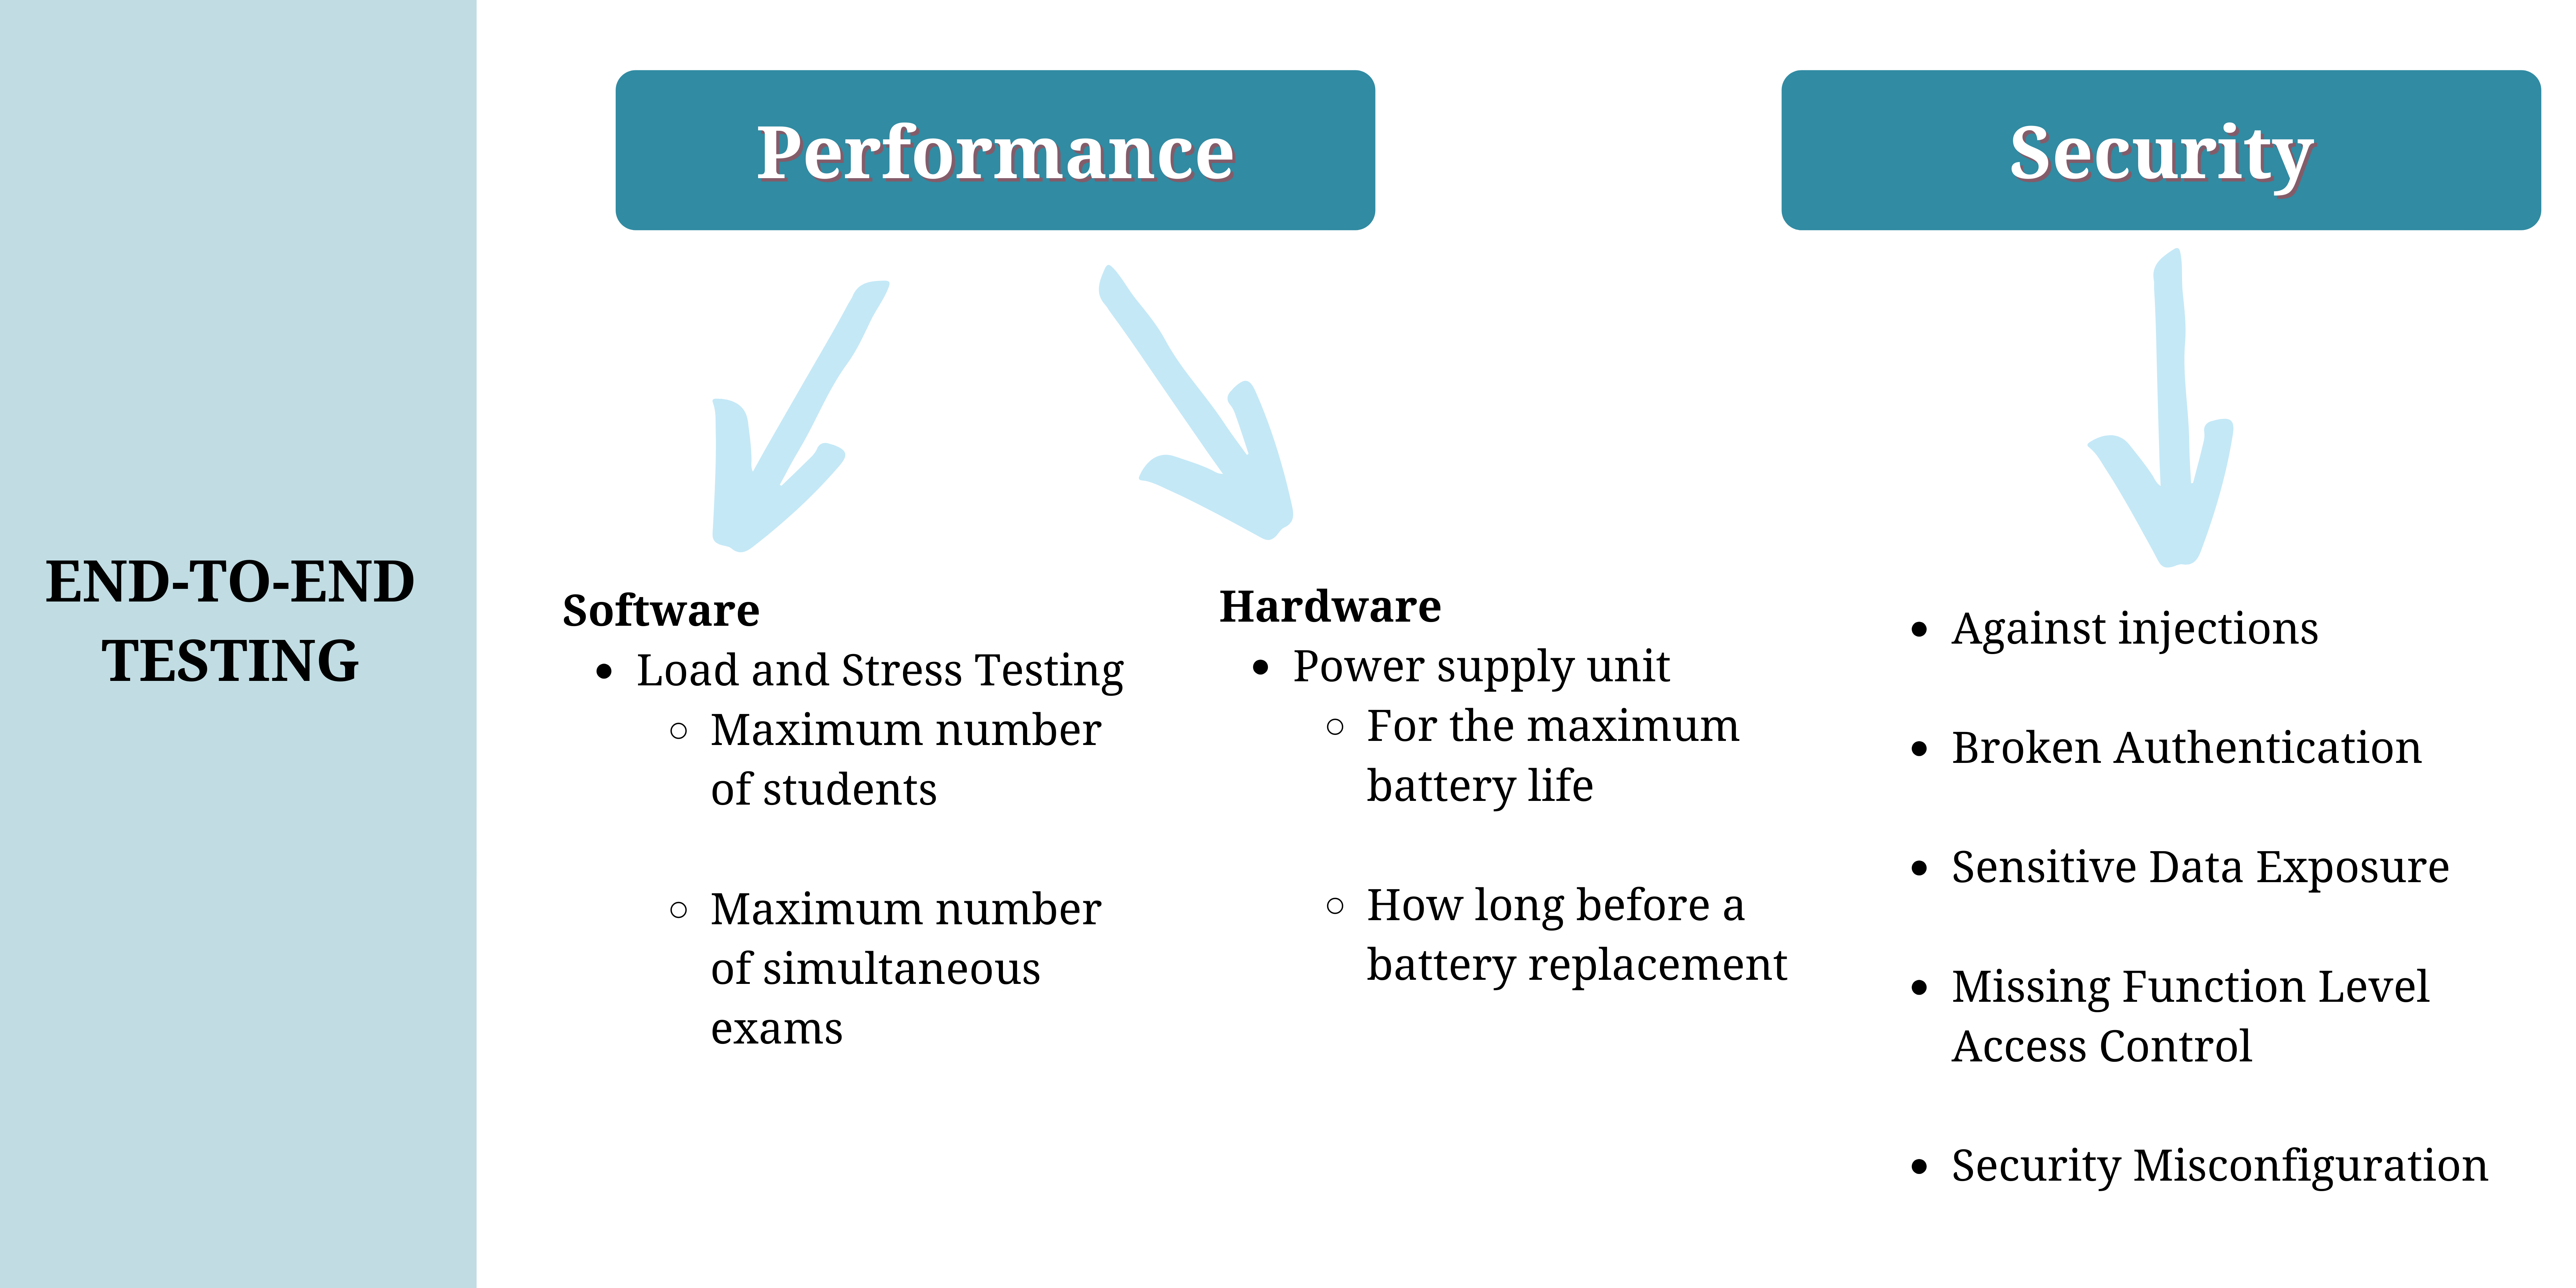 END-TO-END
TESTING
Performance
Software
• Load and Stress Testing
○ Maximum number
of students
○ Maximum number
of simultaneous
exams
Hardware
• Power supply unit
○ For the maximum
battery life
○ How long before a
battery replacement
Security
• Against injections
• Broken Authentication
• Sensitive Data Exposure
• Missing Function Level
Access Control
• Security Misconfiguration